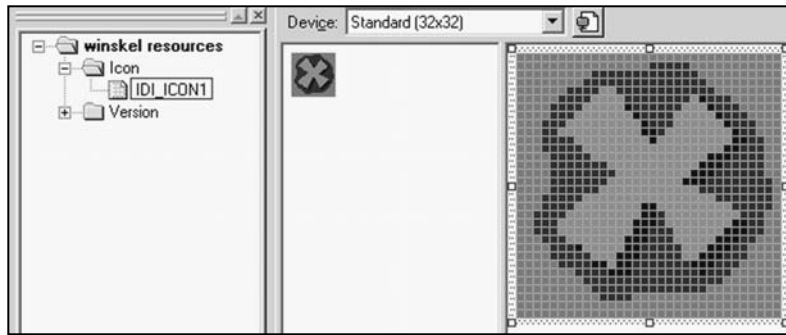 Device: Standard (32x32)
winskel resources
Icon
IDI_ICON1
Version